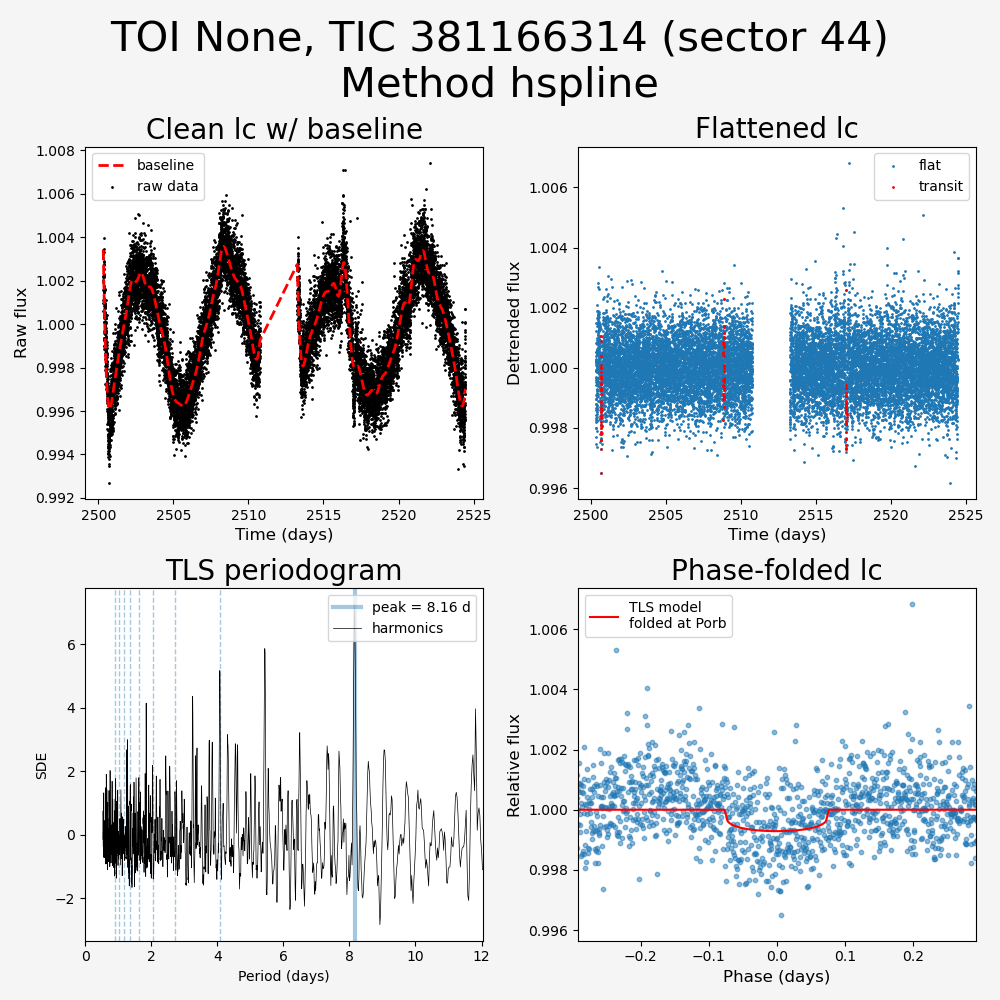 TOI None, TIC 381166314 (sector 44)
Method hspline
Clean lc w/ baseline
baseline
raw data
1.008
1.006
1.004
1.002
1.000
0.998
0.996
0.994
0.992
Raw flux
2500
2505
2510
2515
2520
2525
Time (days)
Flattened lc
flat
transit
1.006
1.004
1.002
1.000
0.998
0.996
Detrended flux
2500
2505
2510
2515
2520
2525
Time (days)
TLS periodogram
peak = 8.16 d
harmonics
6
4
2
0
−2
SDE
0
2
4
6
8
10
12
Period (days)
Phase-folded lc
TLS model
folded at Porb
1.006
1.004
1.002
1.000
0.998
0.996
Relative flux
−0.2
−0.1
0.0
0.1
0.2
Phase (days)